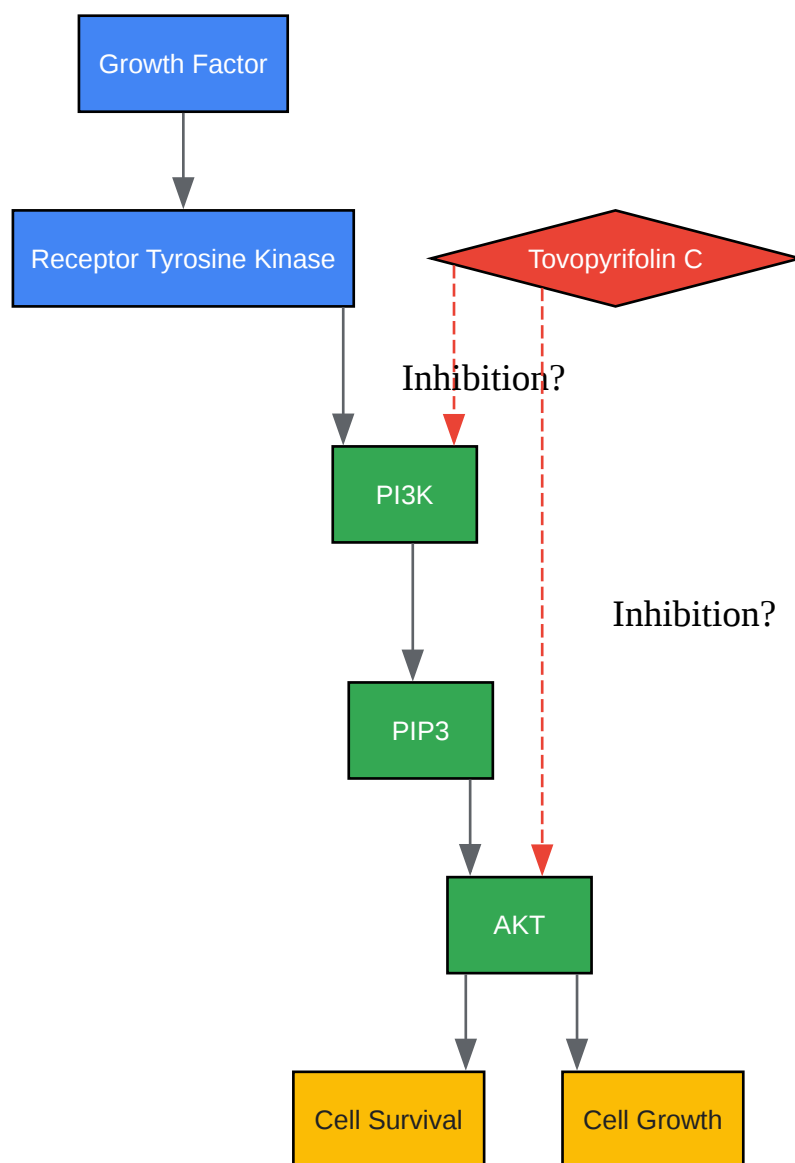 Growth Factor
Receptor Tyrosine Kinase
Tovopyrifolin C
Inhibition?
PI3K
Inhibition?
PIP3
AKT
Cell Survival
Cell Growth